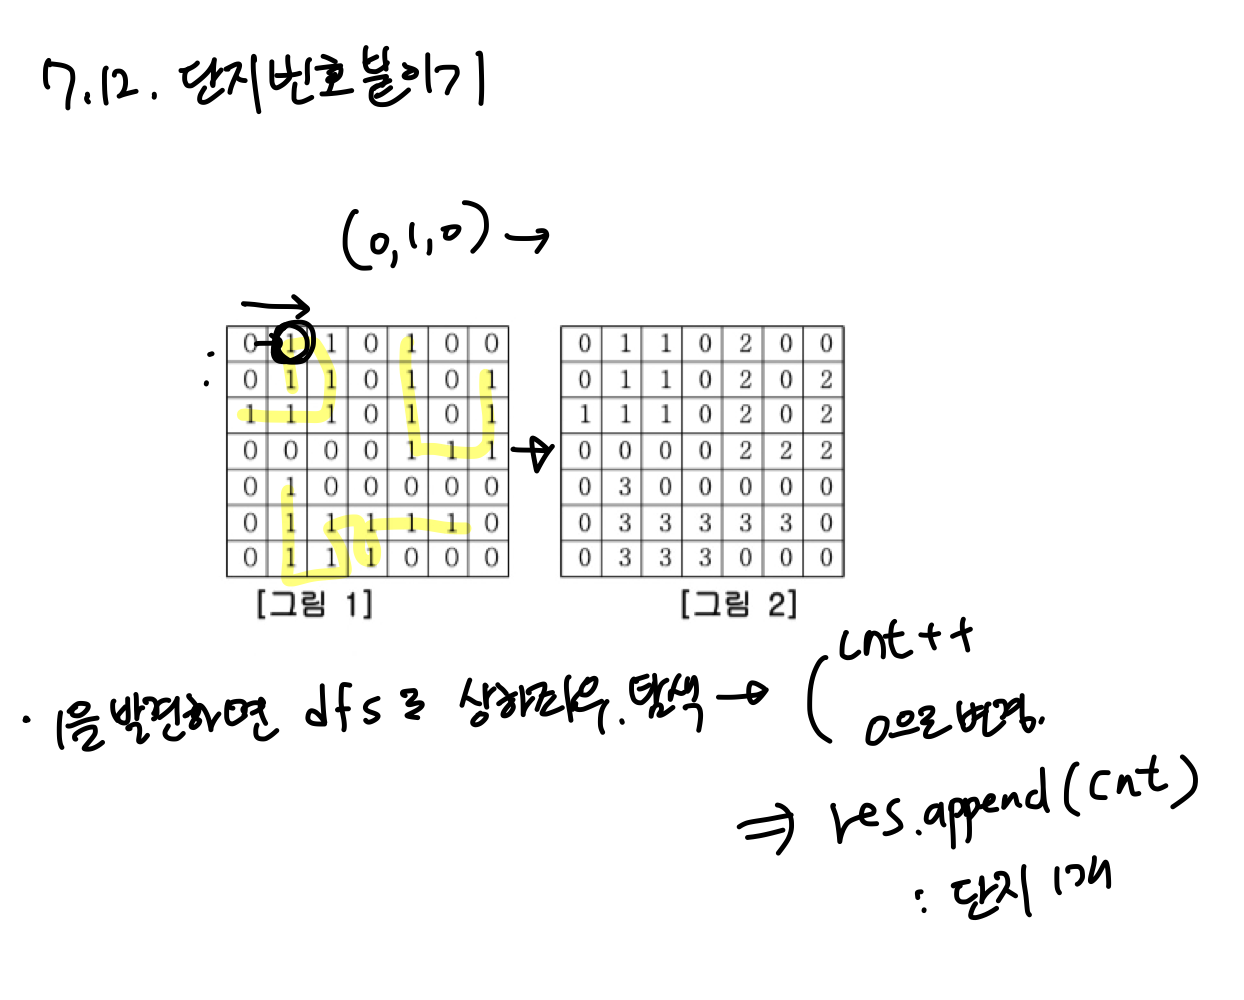 7.12. 단지번호붙이기
(0,1,0) →
0 1 1 0 1 0 0
0 1 1 0 1 0 1
1 1 1 0 1 0 1
0 0 0 0 1 1 1
0 1 0 0 0 0 0
0 1 1 1 1 1 0
0 1 1 1 0 0 0
[그림 1]
0 1 1 0 2 0 0
0 1 1 0 2 0 2
1 1 1 0 2 0 2
0 0 0 0 2 2 2
0 3 0 0 0 0 0
0 3 3 3 3 3 0
0 3 3 3 0 0 0
[그림 2]
· 1을 발견하면 dfs로 상하좌우 탐색 → ( cnt++
0으로 변경.
⇒ res.append(cnt)
: 단지 1개